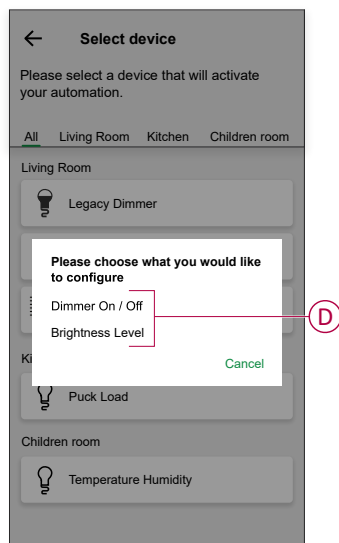 Select device
Please select a device that will activate
your automation.
All Living Room Kitchen Children room
Living Room
Legacy Dimmer
Please choose what you would like
to configure
Dimmer On / Off
D
Brightness Level
Cancel
Ki
Puck Load
Children room
Temperature Humidity